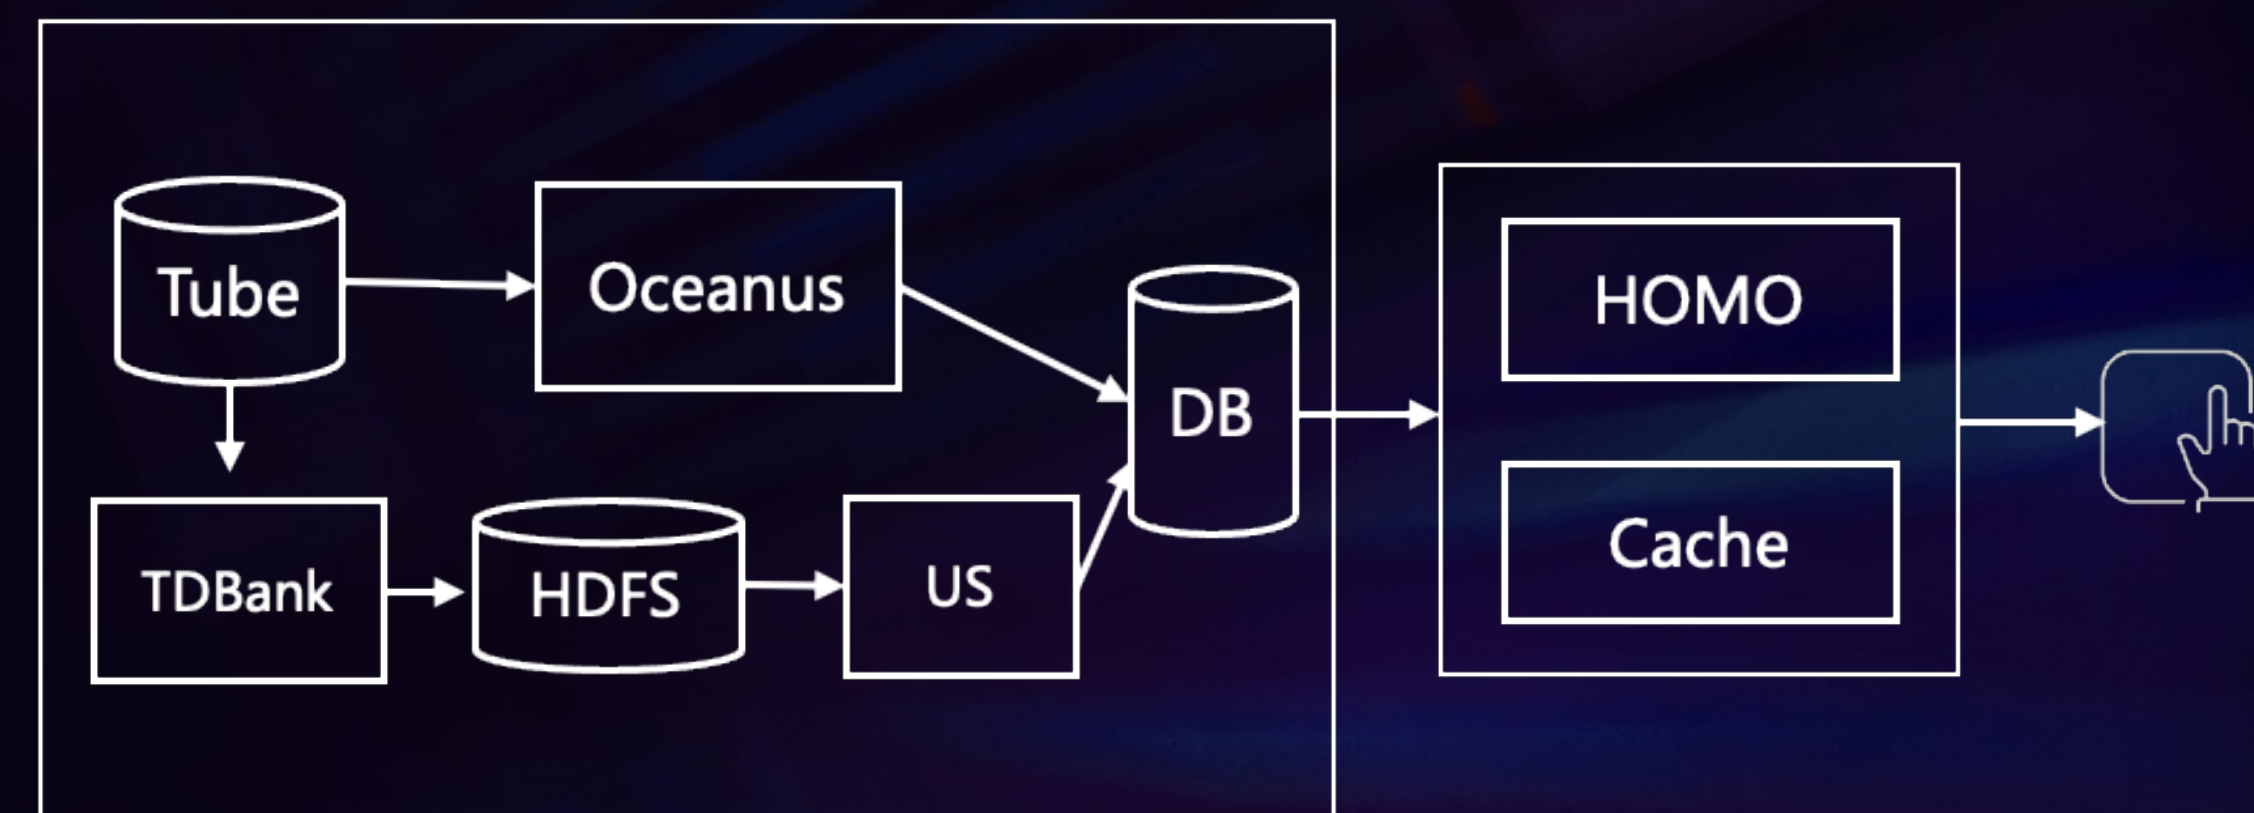 Tube
Oceanus
HOMO
DB
TDBank
HDFS
US
Cache